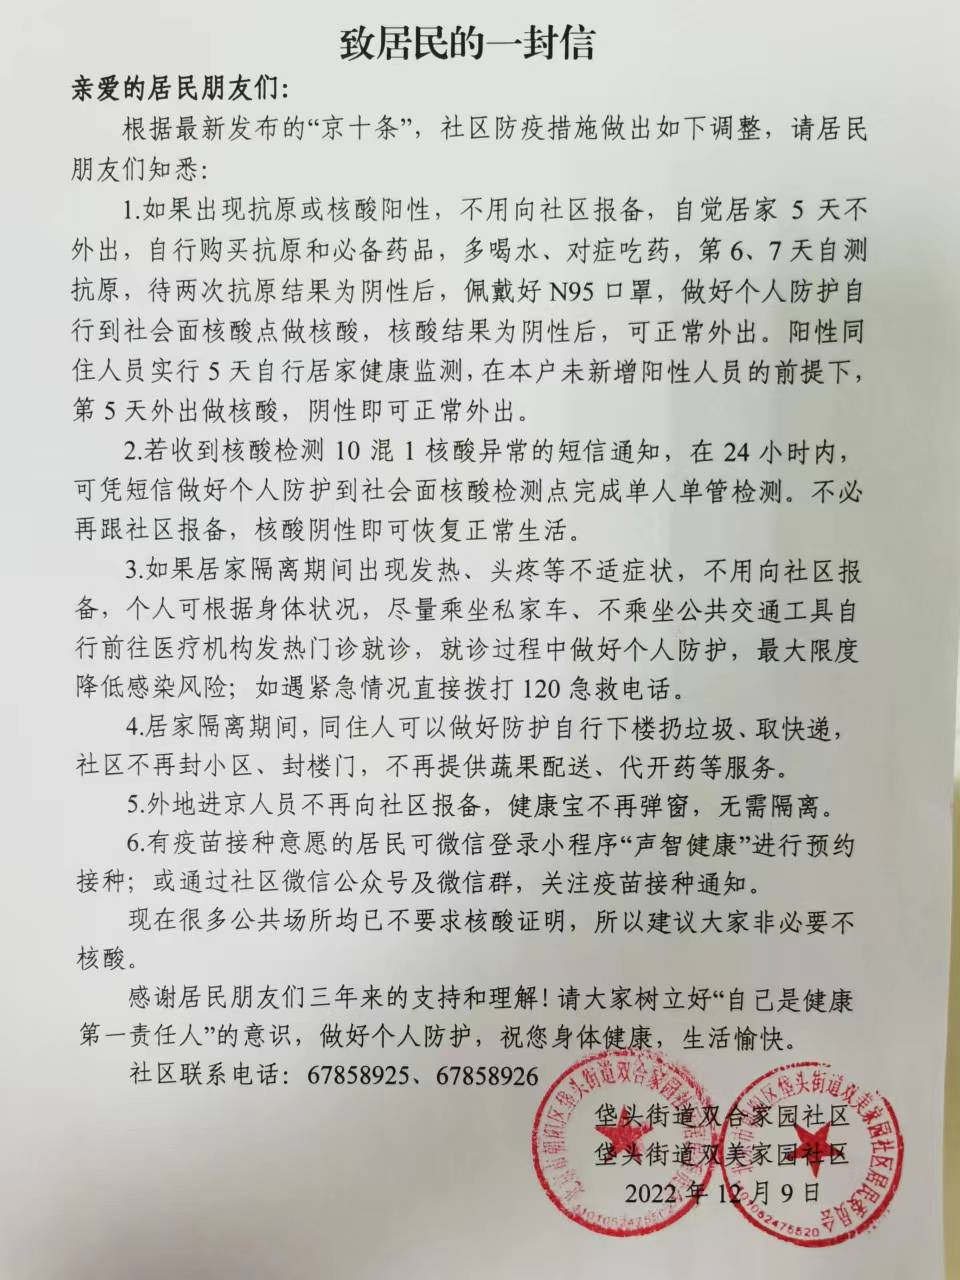 致居民的一封信
亲爱的居民朋友们：
根据最新发布的“京十条”，社区防疫措施做出如下调整，请居民
朋友们知悉：
1.如果出现抗原或核酸阳性，不用向社区报备，自觉居家 5 天不
外出，自行购买抗原和必备药品，多喝水、对症吃药，第 6、7 天自测
抗原，待两次抗原结果为阴性后，佩戴好 N95 口罩，做好个人防护自
行到社会面核酸点做核酸，核酸结果为阴性后，可正常外出。阳性同
住人员实行 5 天自行居家健康监测，在本户未新增阳性人员的前提下，
第 5 天外出做核酸，阴性即可正常外出。
2.若收到核酸检测 10 混 1 核酸异常的短信通知，在 24 小时内，
可凭短信做好个人防护到社会面核酸检测点完成单人单管检测。不必
再跟社区报备，核酸阴性即可恢复正常生活。
3.如果居家隔离期间出现发热、头疼等不适症状，不用向社区报
备，个人可根据身体状况，尽量乘坐私家车、不乘坐公共交通工具自
行前往医疗机构发热门诊就诊，就诊过程中做好个人防护，最大限度
降低感染风险；如遇紧急情况直接拨打 120 急救电话。
4.居家隔离期间，同住人可以做好防护自行下楼扔垃圾、取快递，
社区不再封小区、封楼门，不再提供蔬果配送、代开药等服务。
5.外地进京人员不再向社区报备，健康宝不再弹窗，无需隔离。
6.有疫苗接种意愿的居民可微信登录小程序“声智健康”进行预约
接种；或通过社区微信公众号及微信群，关注疫苗接种通知。
现在很多公共场所均已不要求核酸证明，所以建议大家非必要不
核酸。
感谢居民朋友们三年来的支持和理解！请大家树立好“自己是健康
第一责任人”的意识，做好个人防护，祝您身体健康，生活愉快。
社区联系电话：67858925、67858926
垡头街道双合家园社区
垡头街道双美家园社区
2022 年 12 月 9 日
区垡头街道双合家园社区居民委员会
区垡头街道双美家园社区居民委员会